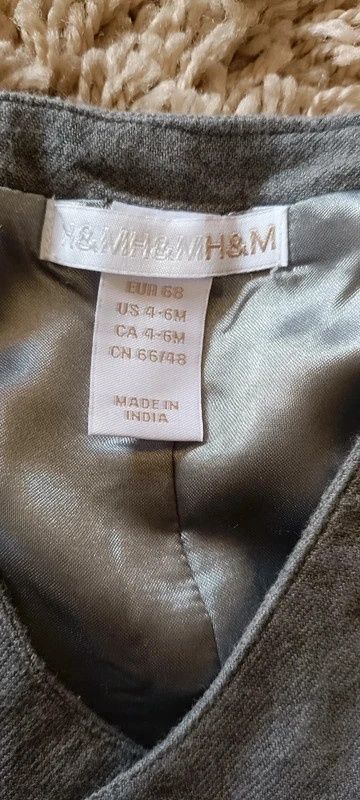 H&MH&MH&M
EUR 68
US 4-6M
CA 4-6M
CN 66/48
MADE IN
INDIA